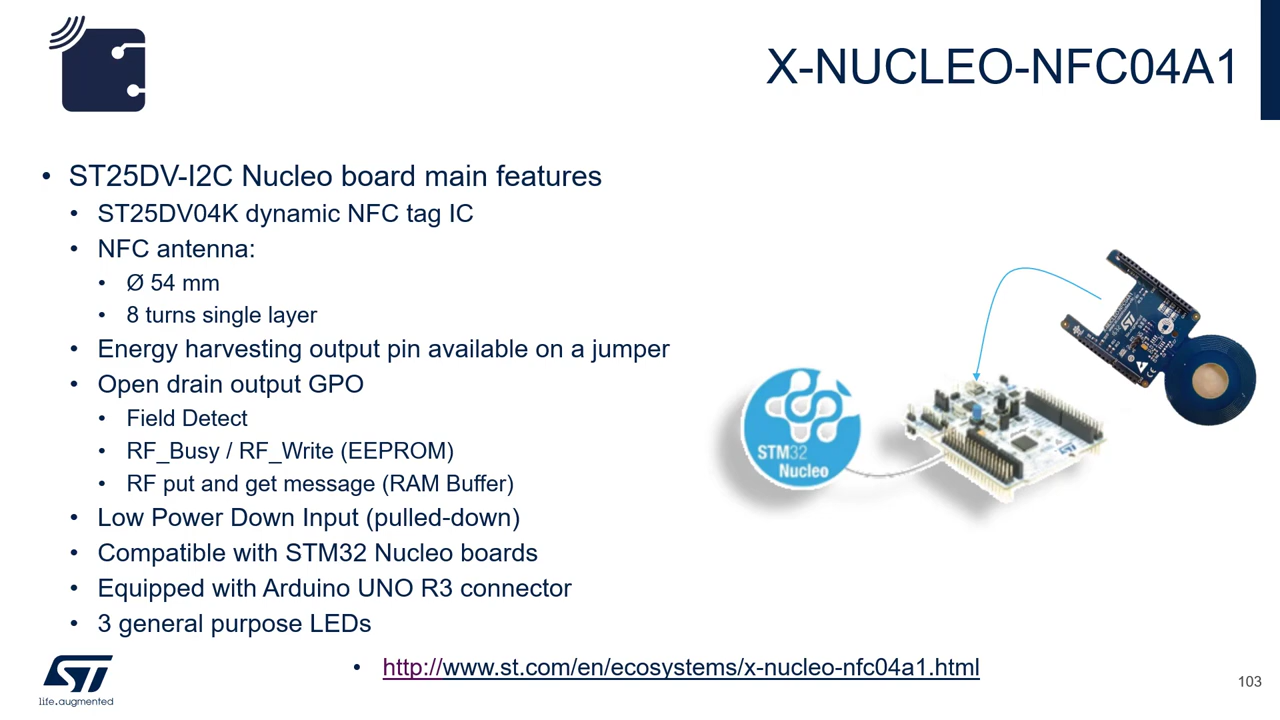 X-NUCLEO-NFC04A1
• ST25DV-I2C Nucleo board main features
• ST25DV04K dynamic NFC tag IC
• NFC antenna:
• Ø 54 mm
• 8 turns single layer
• Energy harvesting output pin available on a jumper
• Open drain output GPO
• Field Detect
• RF_Busy / RF_Write (EEPROM)
• RF put and get message (RAM Buffer)
• Low Power Down Input (pulled-down)
• Compatible with STM32 Nucleo boards
• Equipped with Arduino UNO R3 connector
• 3 general purpose LEDs
STM32
Nucleo
• http://www.st.com/en/ecosystems/x-nucleo-nfc04a1.html
ST
life.augmented
103